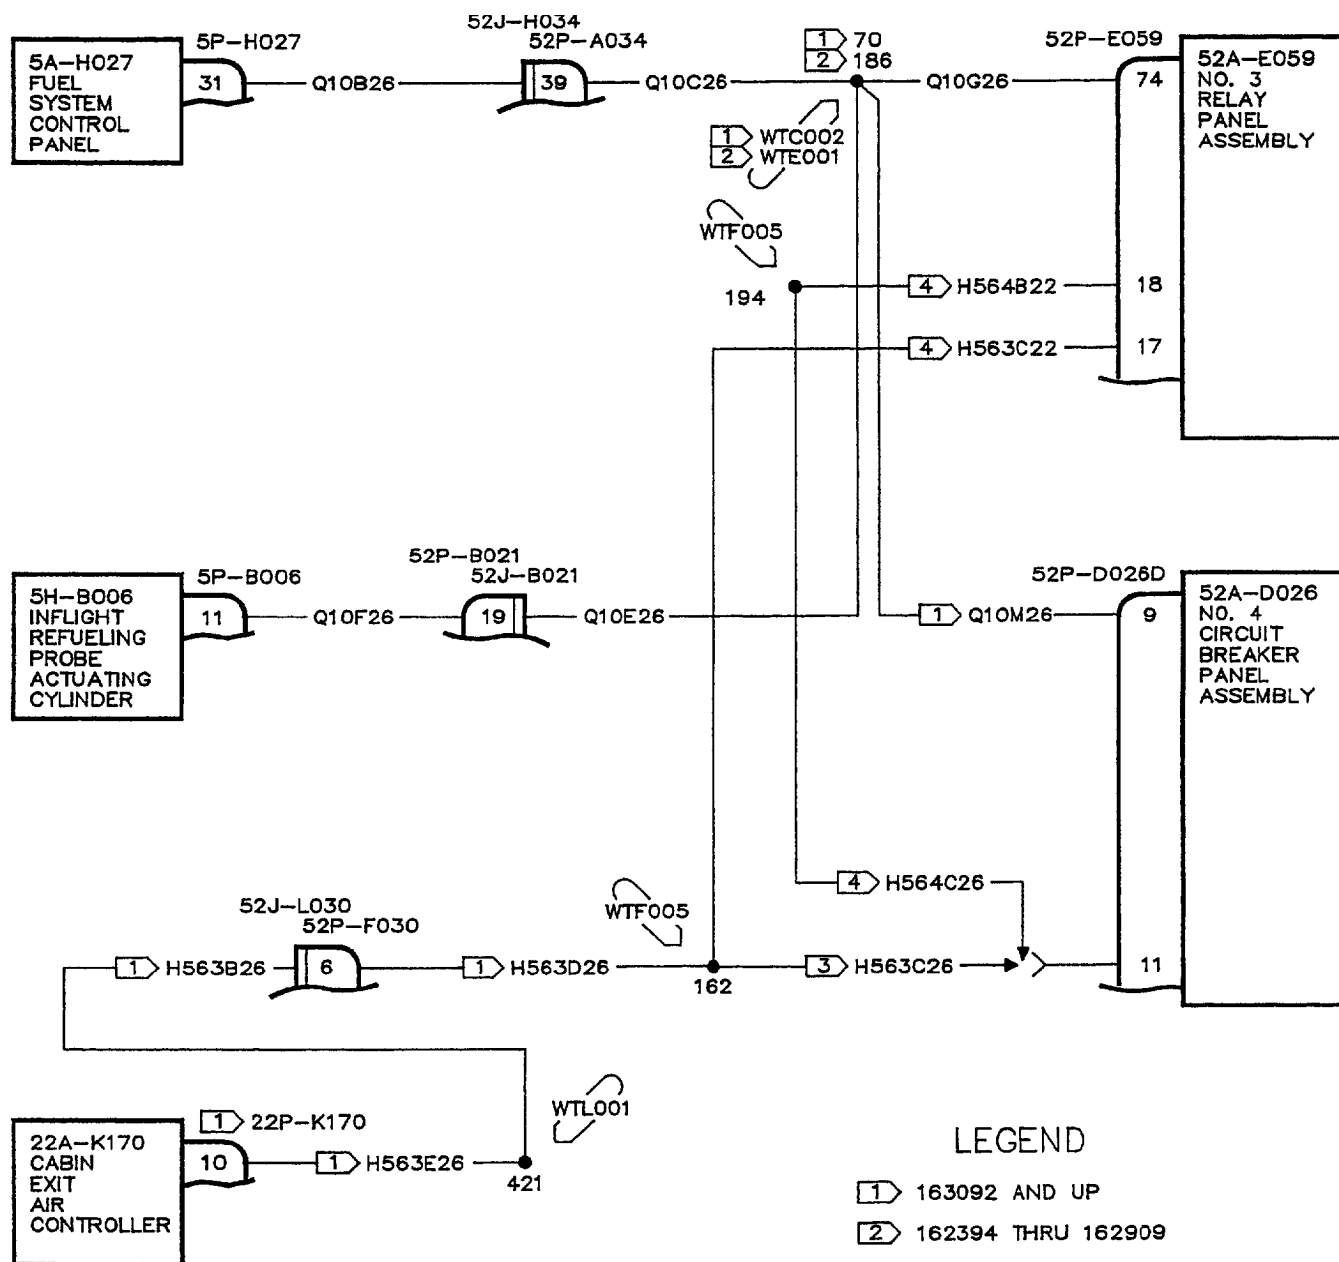 52J-H034
5P-H027
52P-A034
1 70
2 186
52P-E059
5A-H027
FUEL
SYSTEM
CONTROL
PANEL
31
Q10B26
39
Q10C26
Q10G26
74
52A-E059
NO. 3
RELAY
PANEL
ASSEMBLY
1 WTC002
2 WTE001
WTF005
194
4 H564B22
18
4 H563C22
17
52P-B021
5P-B006
52J-B021
52P-D026D
5H-B006
INFLIGHT
REFUELING
PROBE
ACTUATING
CYLINDER
11
Q10F26
19
Q10E26
1 Q10M26
9
52A-D026
NO. 4
CIRCUIT
BREAKER
PANEL
ASSEMBLY
4 H564C26
52J-L030
52P-F030
WTF005
1 H563B26
6
1 H563D26
162
3 H563C26
11
WTL001
1 22P-K170
22A-K170
CABIN
EXIT
AIR
CONTROLLER
10
1 H563E26
421
LEGEND
1 163092 AND UP
2 162394 THRU 162909